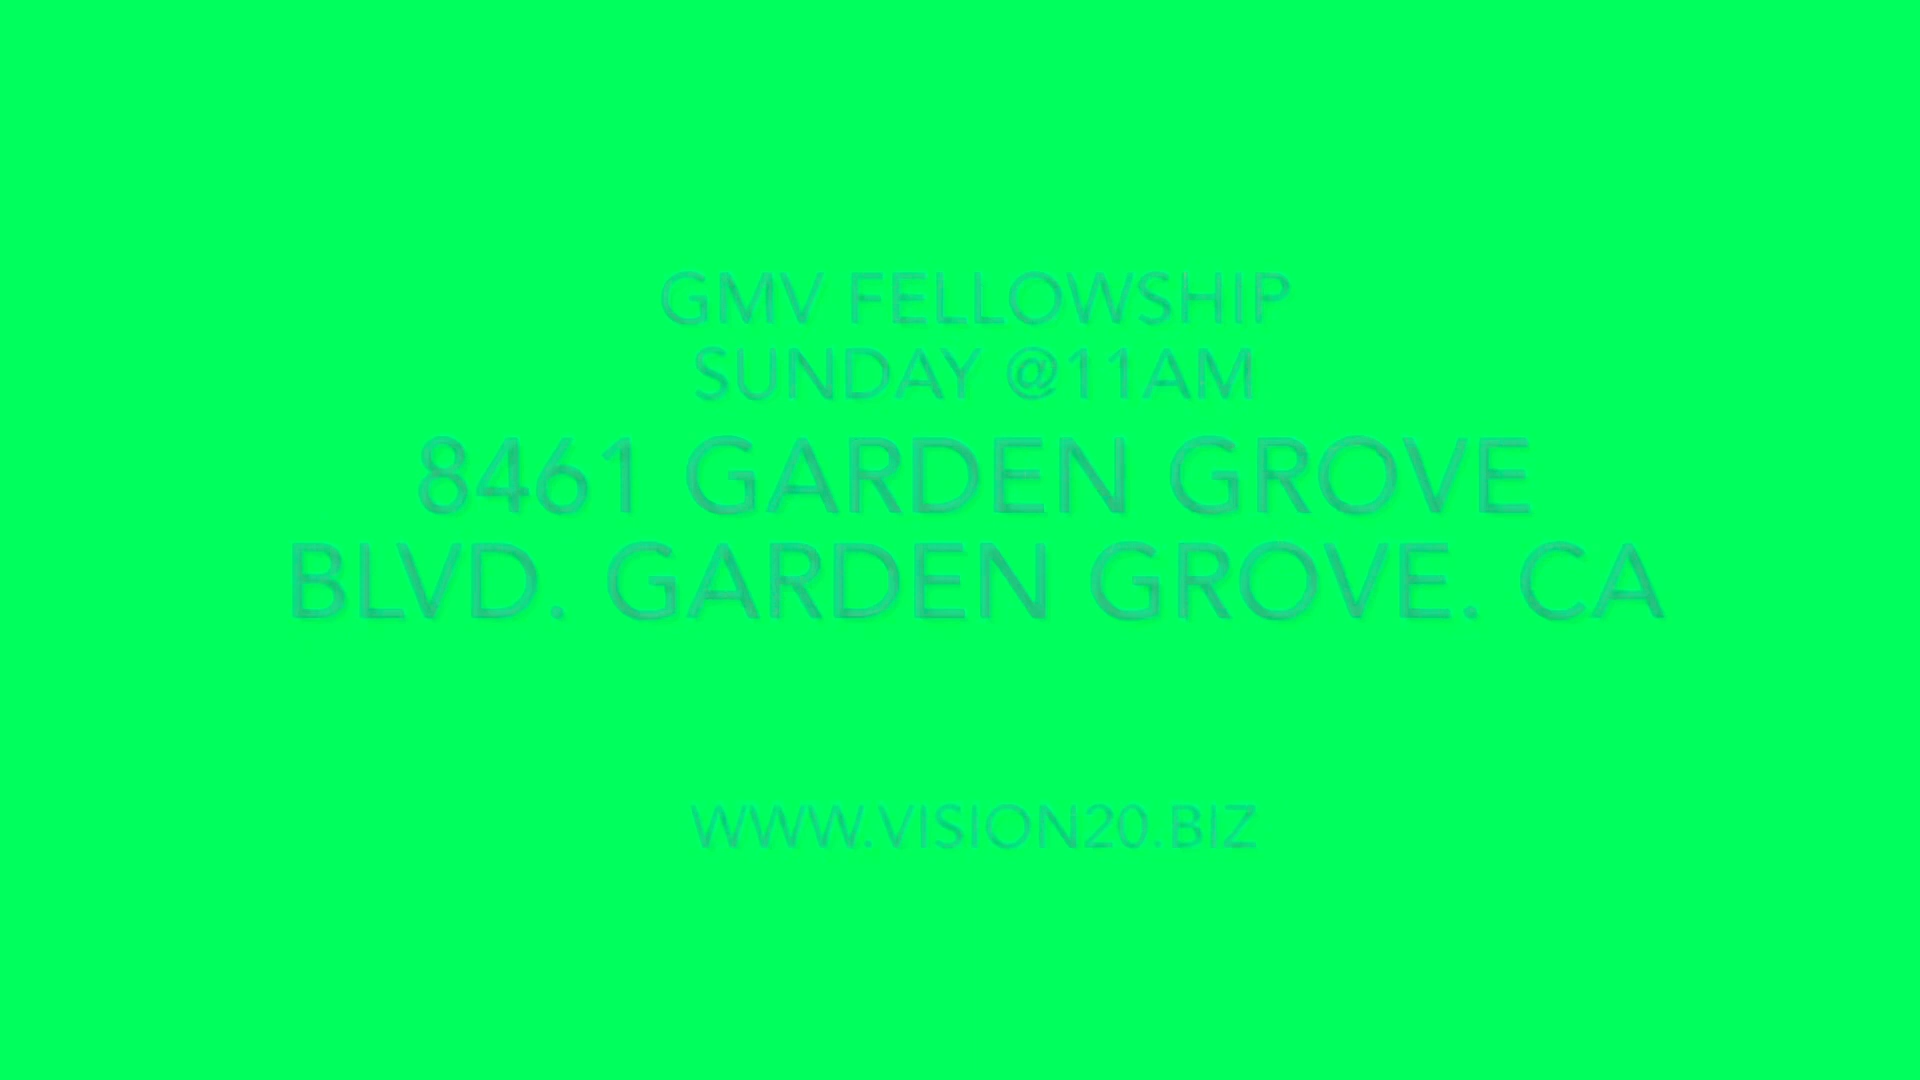 GMV FELLOWSHIP
SUNDAY @11AM
8461 GARDEN GROVE
BLVD. GARDEN GROVE. CA
WWW.VISION20.BIZ